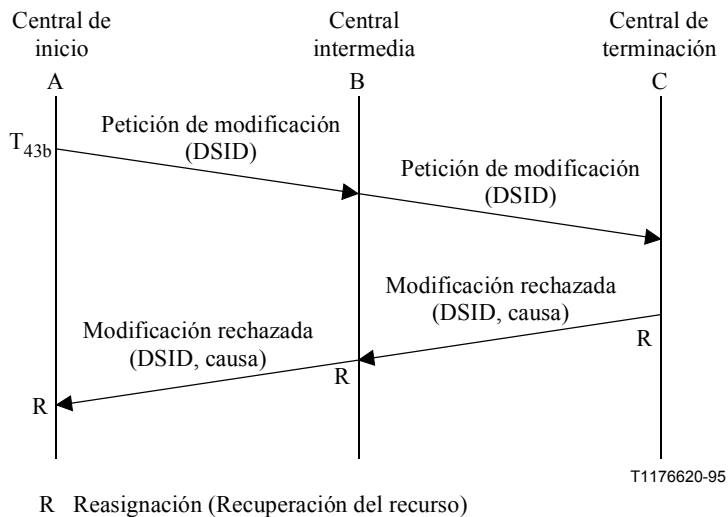 Central de
inicio
Central
intermedia
Central de
terminación
A
B
C
T43b
Petición de modificación
(DSID)
Petición de modificación
(DSID)
Modificación rechazada
(DSID, causa)
R
Modificación rechazada
(DSID, causa)
R
R
T1176620-95
R Reasignación (Recuperación del recurso)